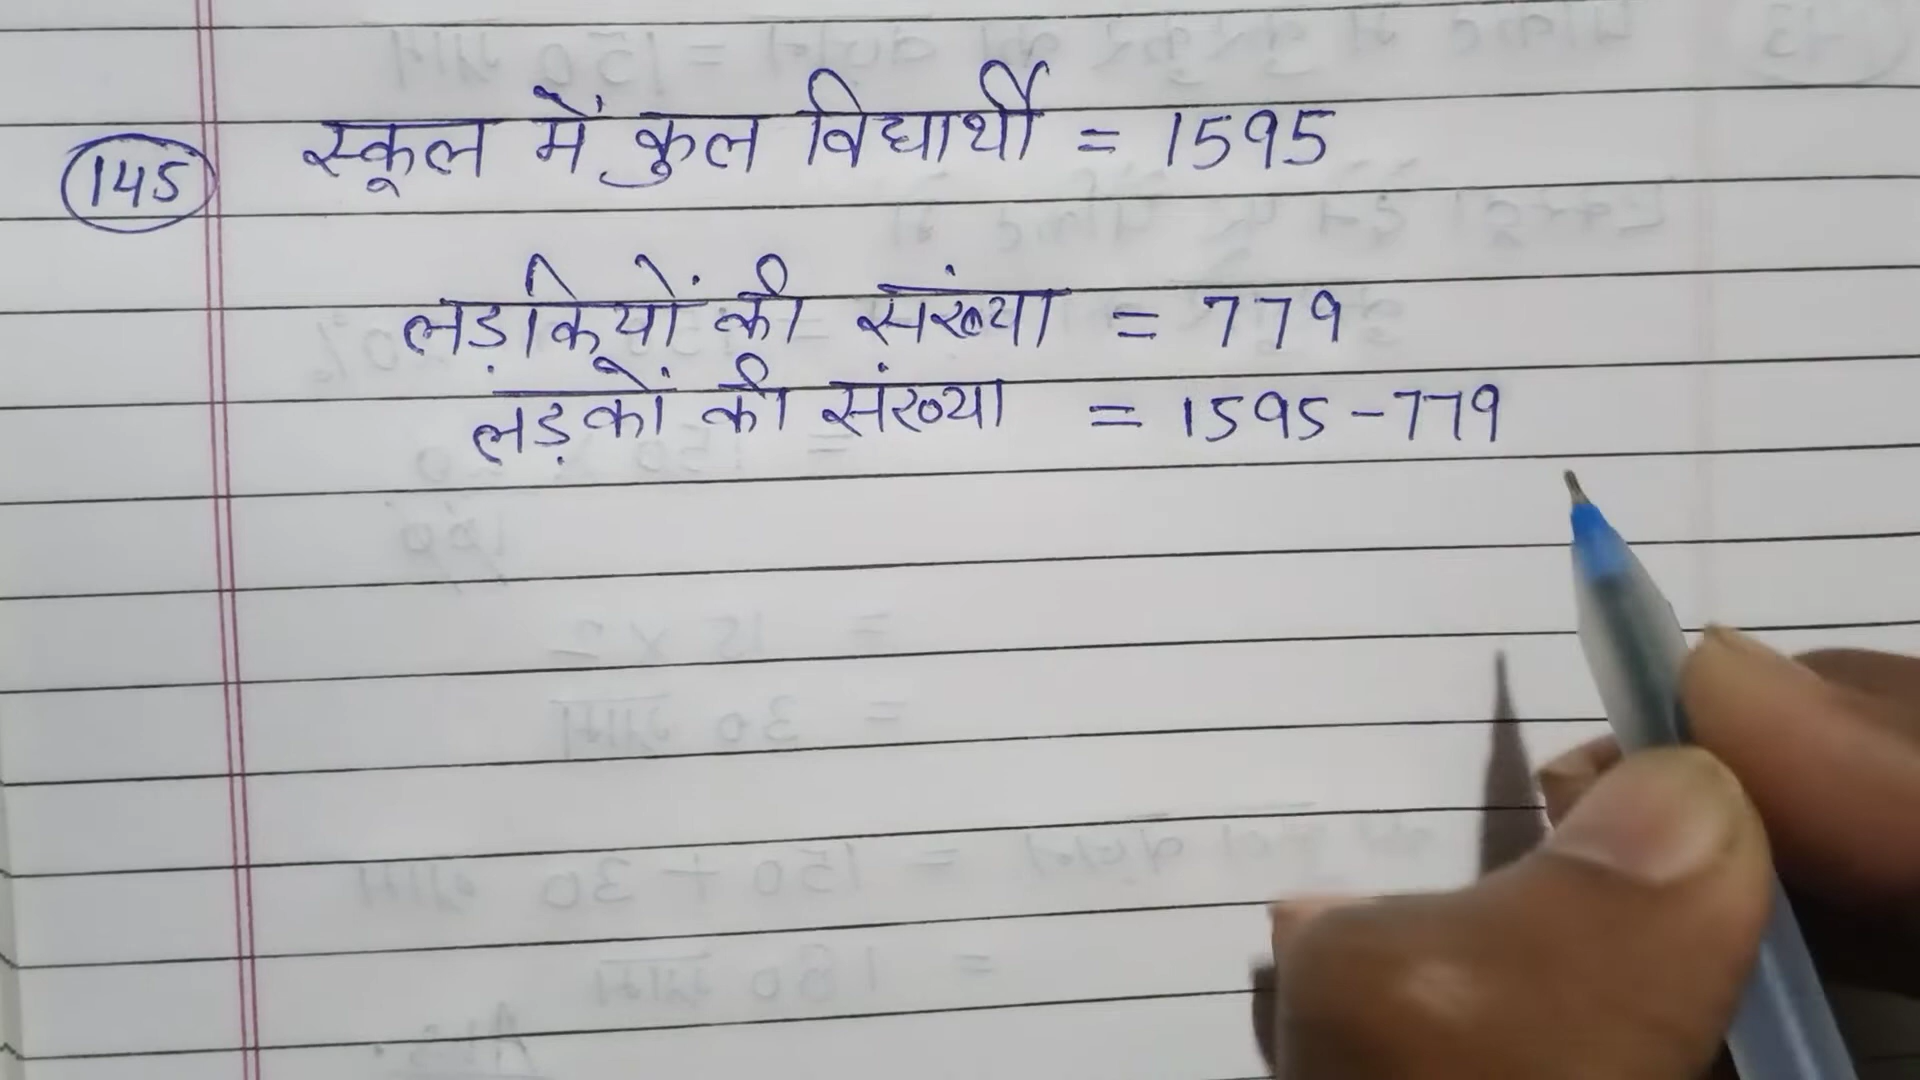 145 स्कूल में कुल विद्यार्थी = 1595
लड़कियों की संख्या = 779
लड़कों की संख्या = 1595 - 779